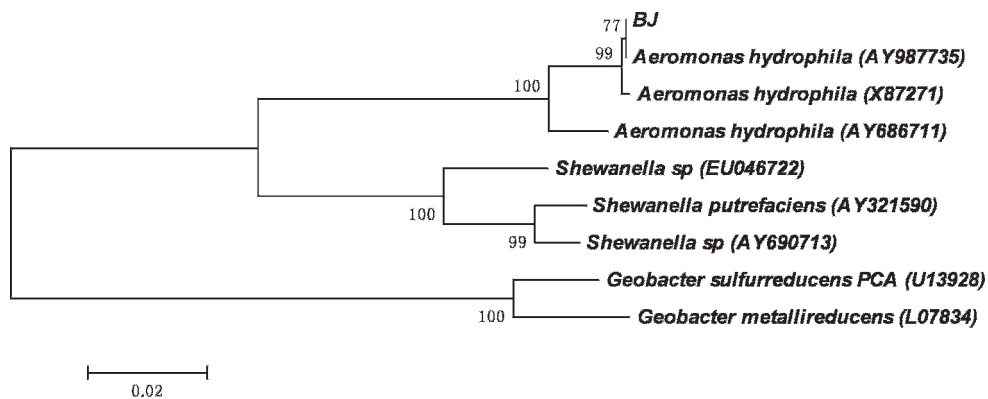 77
BJ
99
Aeromonas hydrophila (AY987735)
100
Aeromonas hydrophila (X87271)
Aeromonas hydrophila (AY686711)
Shewanella sp (EU046722)
100
Shewanella putrefaciens (AY321590)
99
Shewanella sp (AY690713)
Geobacter sulfurreducens PCA (U13928)
100
Geobacter metallireducens (L07834)
0.02